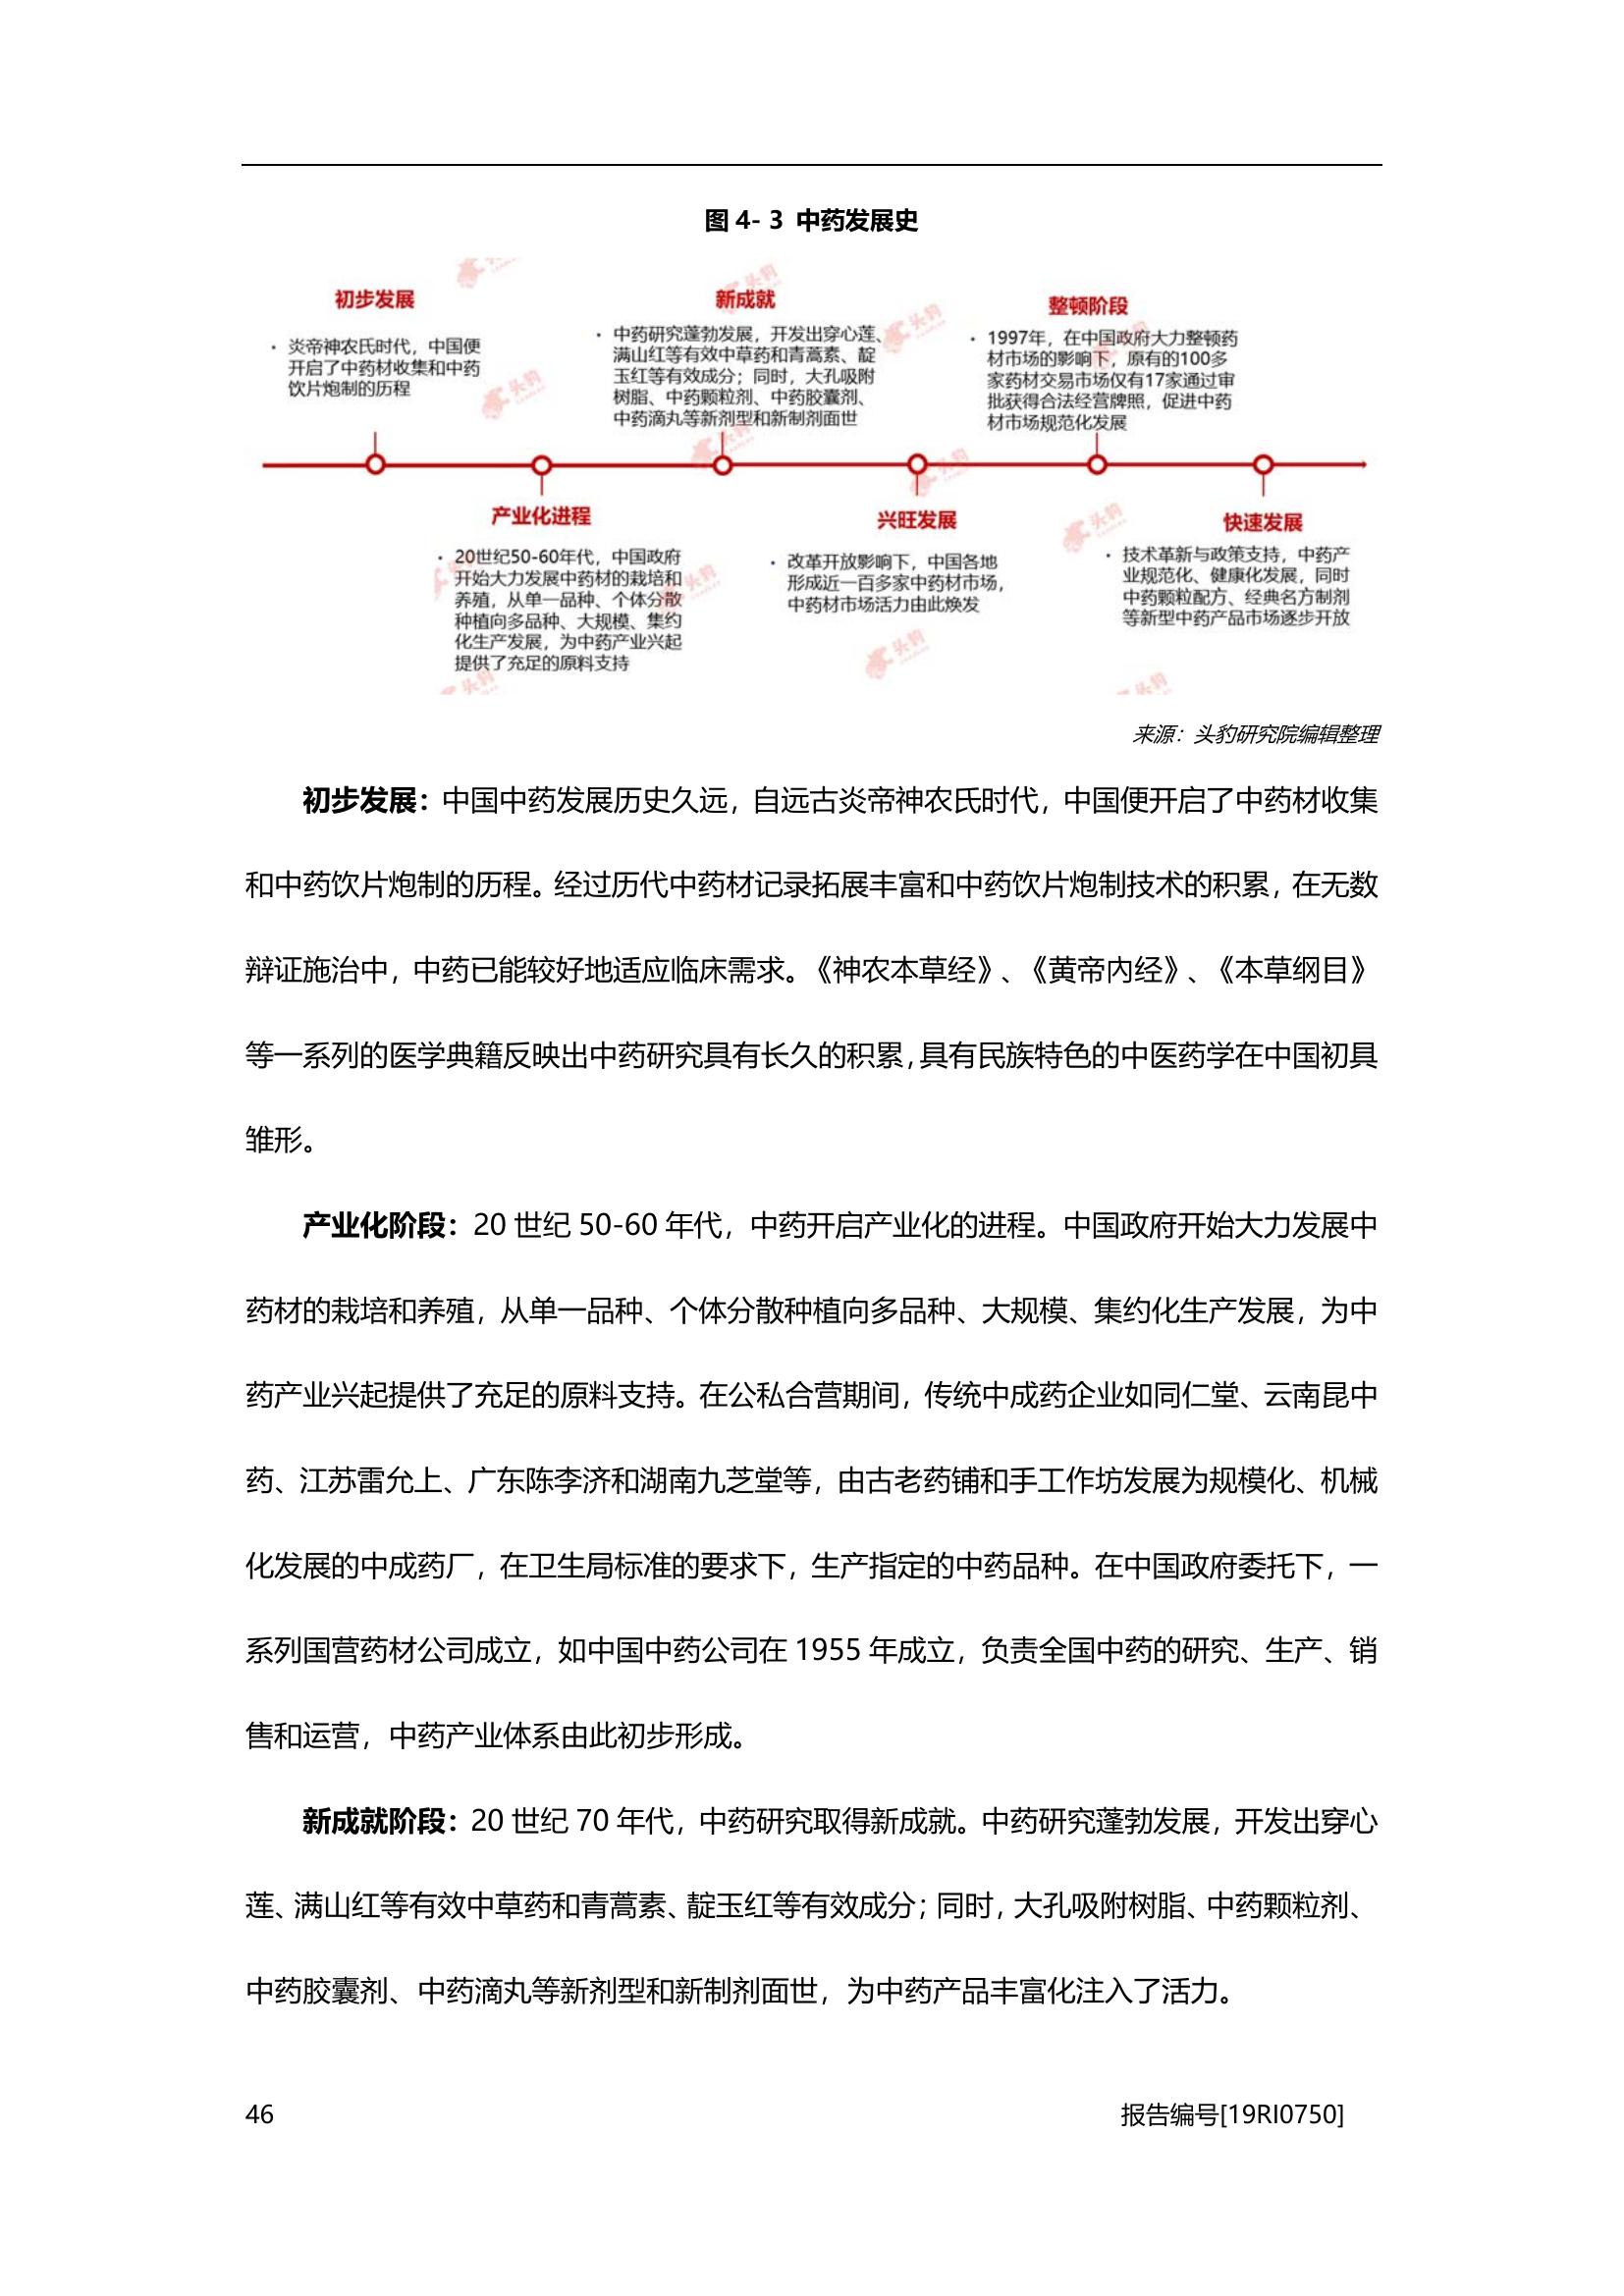 图 4- 3 中药发展史
初步发展
• 炎帝神农氏时代，中国便
开启了中药材收集和中药
饮片炮制的历程
新成就
• 中药研究蓬勃发展，开发出穿心莲、
满山红等有效中草药和青蒿素、靛
玉红等有效成分；同时，大孔吸附
树脂、中药颗粒剂、中药胶囊剂、
中药滴丸等新剂型和新制剂面世
整顿阶段
• 1997年，在中国政府大力整顿药
材市场的影响下，原有的100多
家药材交易市场仅有17家通过审
批获得合法经营牌照，促进中药
材市场规范化发展
产业化进程
• 20世纪50-60年代，中国政府
开始大力发展中药材的栽培和
养殖，从单一品种、个体分散
种植向多品种、大规模、集约
化生产发展，为中药产业兴起
提供了充足的原料支持
兴旺发展
• 改革开放影响下，中国各地
形成近一百多家中药材市场，
中药材市场活力由此焕发
快速发展
• 技术革新与政策支持，中药产
业规范化、健康化发展，同时
中药颗粒配方、经典名方制剂
等新型中药产品市场逐步开放
来源：头豹研究院编辑整理
初步发展：中国中药发展历史久远，自远古炎帝神农氏时代，中国便开启了中药材收集
和中药饮片炮制的历程。经过历代中药材记录拓展丰富和中药饮片炮制技术的积累，在无数
辩证施治中，中药已能较好地适应临床需求。《神农本草经》、《黄帝内经》、《本草纲目》
等一系列的医学典籍反映出中药研究具有长久的积累，具有民族特色的中医药学在中国初具
雏形。
产业化阶段：20 世纪 50-60 年代，中药开启产业化的进程。中国政府开始大力发展中
药材的栽培和养殖，从单一品种、个体分散种植向多品种、大规模、集约化生产发展，为中
药产业兴起提供了充足的原料支持。在公私合营期间，传统中成药企业如同仁堂、云南昆中
药、江苏雷允上、广东陈李济和湖南九芝堂等，由古老药铺和手工作坊发展为规模化、机械
化发展的中成药厂，在卫生局标准的要求下，生产指定的中药品种。在中国政府委托下，一
系列国营药材公司成立，如中国中药公司在 1955 年成立，负责全国中药的研究、生产、销
售和运营，中药产业体系由此初步形成。
新成就阶段：20 世纪 70 年代，中药研究取得新成就。中药研究蓬勃发展，开发出穿心
莲、满山红等有效中草药和青蒿素、靛玉红等有效成分；同时，大孔吸附树脂、中药颗粒剂、
中药胶囊剂、中药滴丸等新剂型和新制剂面世，为中药产品丰富化注入了活力。
46
报告编号[19RI0750]